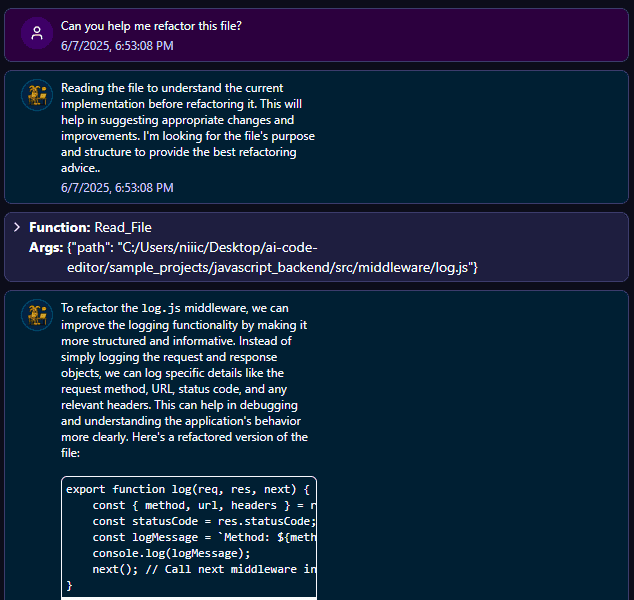 Can you help me refactor this file?
6/7/2025, 6:53:08 PM
Reading the file to understand the current
implementation before refactoring it. This will
help in suggesting appropriate changes and
improvements. I'm looking for the file's purpose
and structure to provide the best refactoring
advice..
6/7/2025, 6:53:08 PM
Function: Read_File
Args: {"path": "C:/Users/niiic/Desktop/ai-code-
editor/sample_projects/javascript_backend/src/middleware/log.js"}
To refactor the log.js middleware, we can
improve the logging functionality by making it
more structured and informative. Instead of
simply logging the request and response
objects, we can log specific details like the
request method, URL, status code, and any
relevant headers. This can help in debugging
and understanding the application's behavior
more clearly. Here's a refactored version of the
file:
export function log(req, res, next) {
const { method, url, headers } = r
const statusCode = res.statusCode;
const logMessage = `Method: ${meth
console.log(logMessage);
next(); // Call next middleware in
}